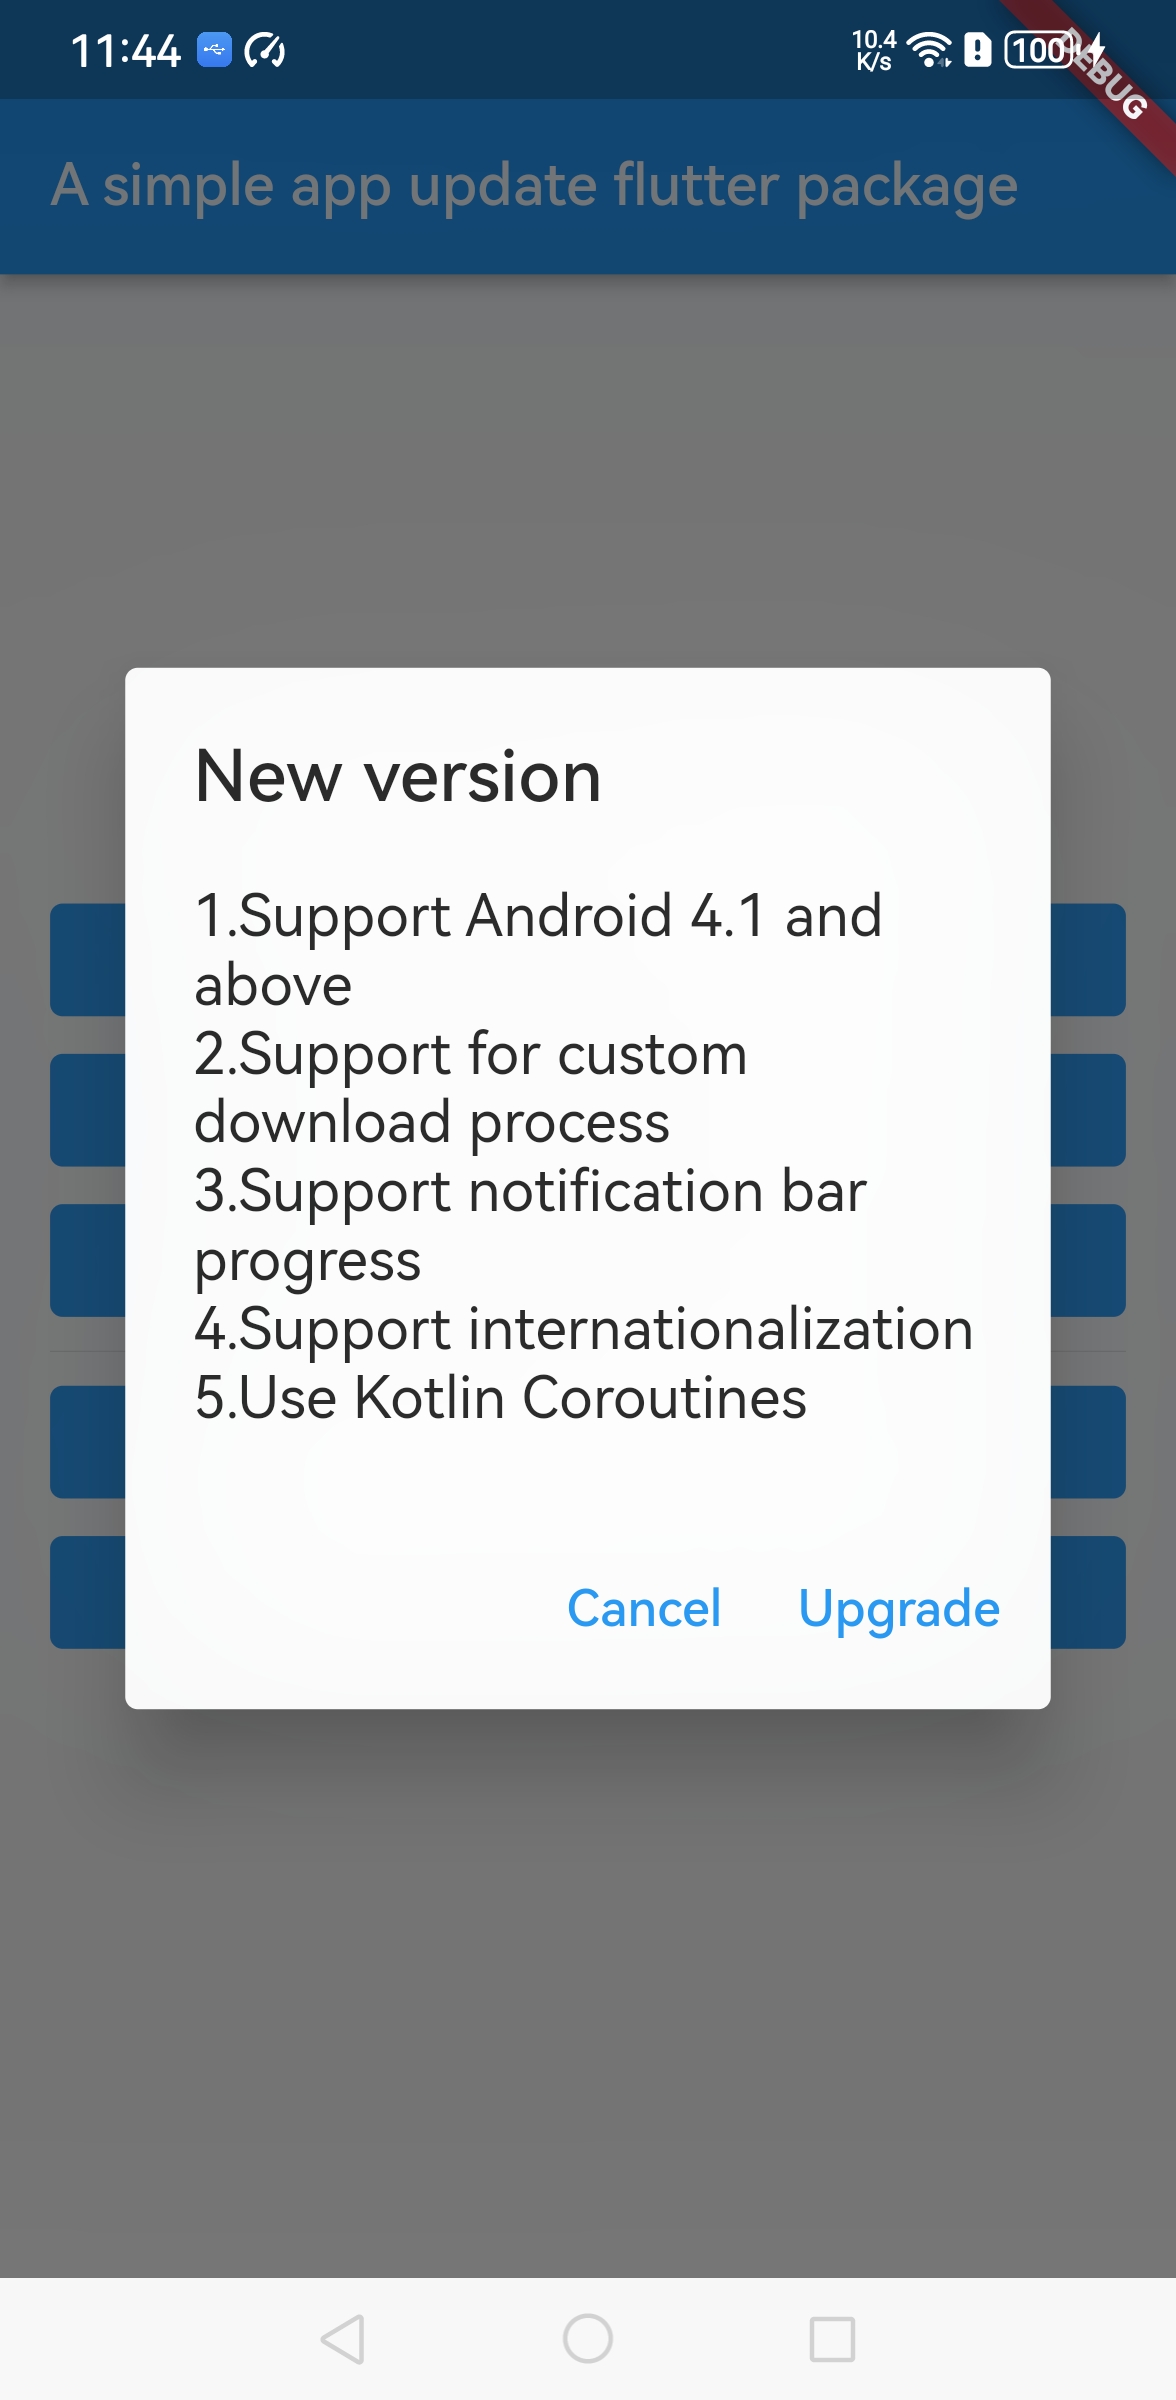 11:44
10.4
K/s
100
DEBUG
A simple app update flutter package
New version
1.Support Android 4.1 and
above
2.Support for custom
download process
3.Support notification bar
progress
4.Support internationalization
5.Use Kotlin Coroutines
Cancel
Upgrade